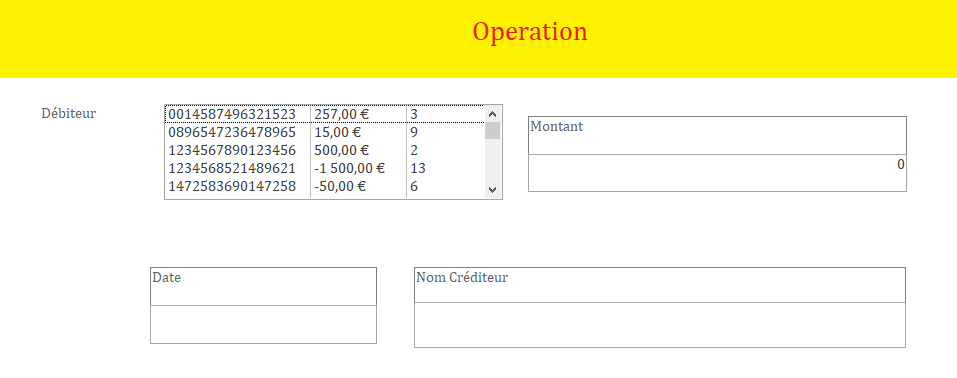 Operation
Débiteur
0014587496321523 257,00 € 3
0896547236478965 15,00 € 9
1234567890123456 500,00 € 2
1234568521489621 -1 500,00 € 13
1472583690147258 -50,00 € 6
Montant
0
Date
Nom Créditeur